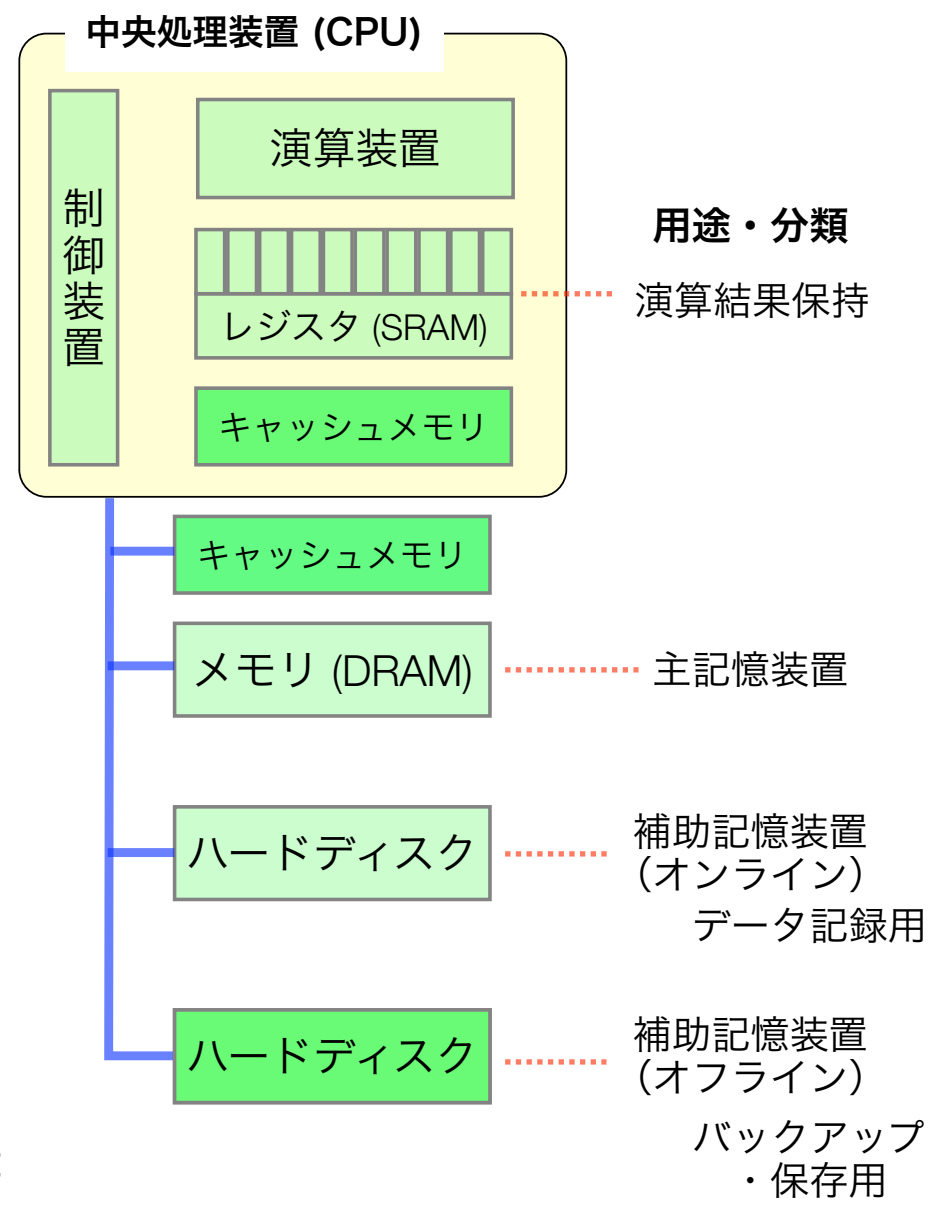 中央処理装置 (CPU)
制御装置
演算装置
レジスタ (SRAM)
キャッシュメモリ
用途・分類
演算結果保持
キャッシュメモリ
メモリ (DRAM)
主記憶装置
ハードディスク
補助記憶装置
（オンライン）
データ記録用
ハードディスク
補助記憶装置
（オフライン）
バックアップ
・保存用